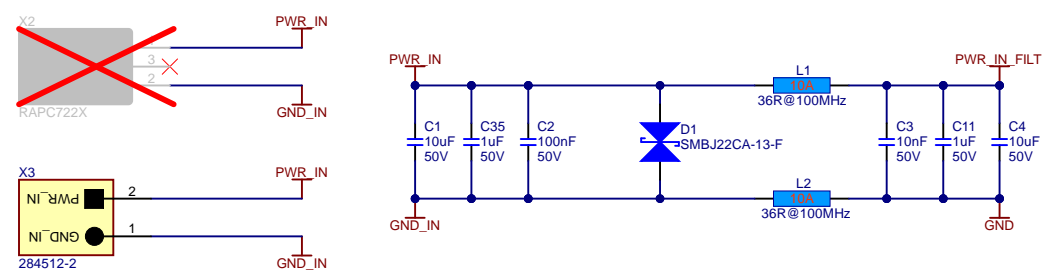 X2
PWR_IN
3
2
RAPC722X
GND_IN
X3
PWR_IN
PWR_IN
2
GND_IN
1
284512-2
GND_IN
PWR_IN
L1
10A
36R@100MHz
PWR_IN_FILT
C1
10uF
50V
C35
1uF
50V
C2
100nF
50V
D1
SMBJ22CA-13-F
C3
10nF
50V
C11
1uF
50V
C4
10uF
50V
L2
10A
36R@100MHz
GND_IN
GND